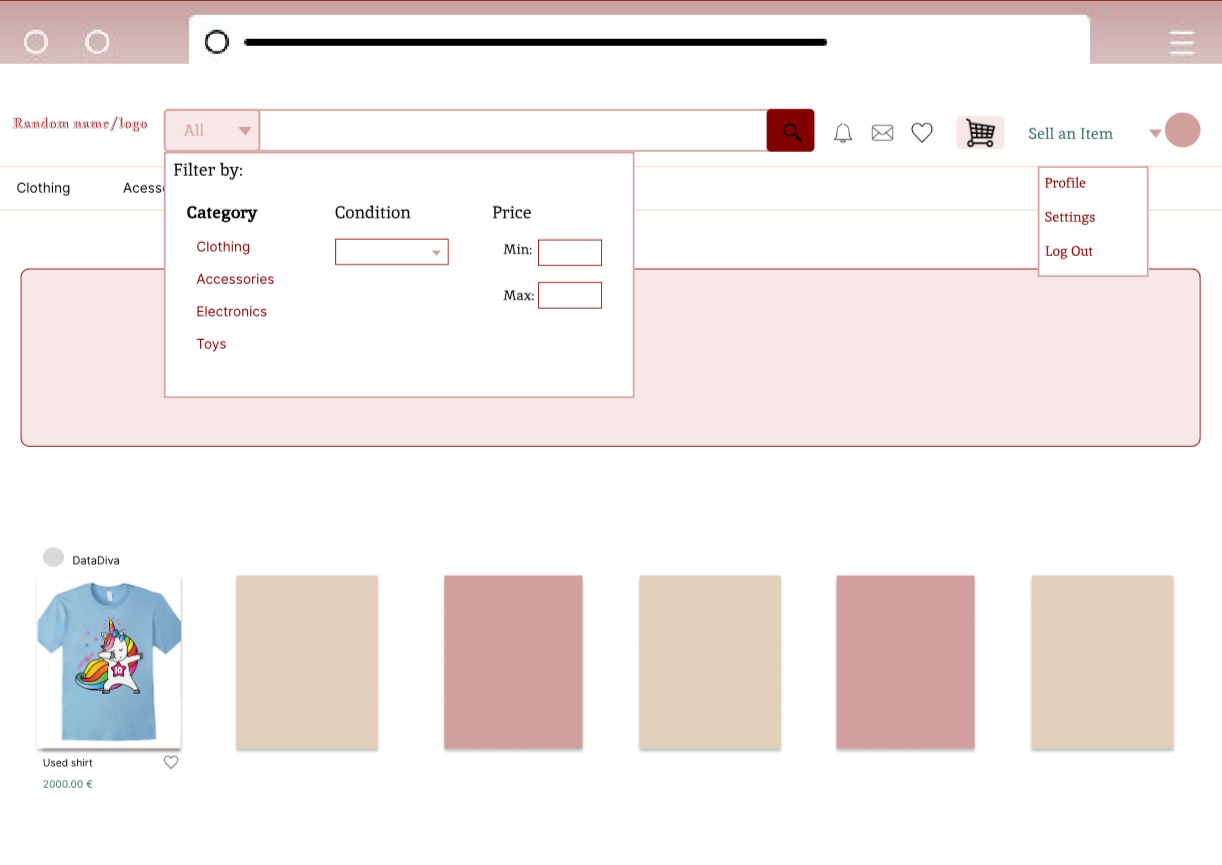 Random name/logo
All
Sell an Item
Filter by:
Clothing
Acess
Profile
Settings
Log Out
Category
Condition
Price
Clothing
Min:
Accessories
Max:
Electronics
Toys
DataDiva
Used shirt
2000.00 €